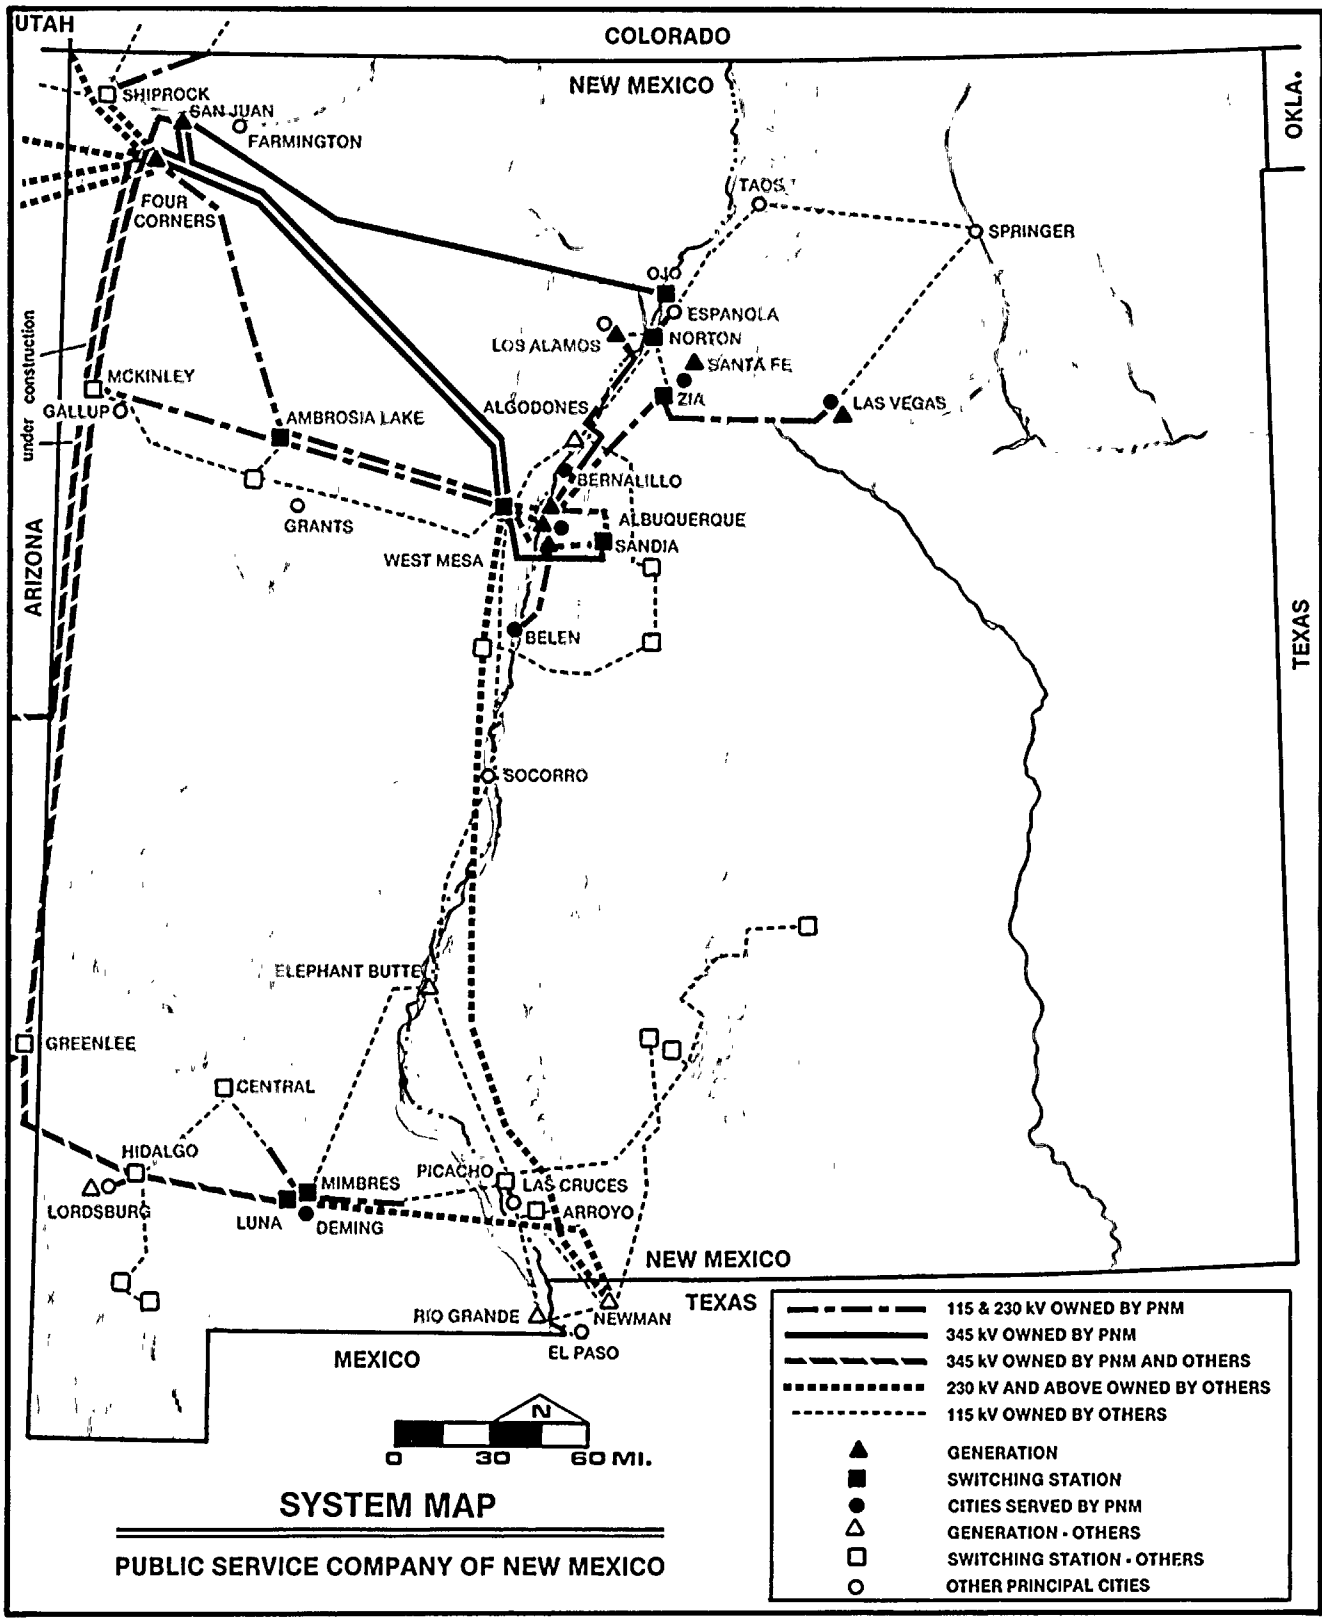 UTAH
COLORADO
NEW MEXICO
OKLA.
SHIPROCK
SAN JUAN
FARMINGTON
FOUR
CORNERS
TAOS
SPRINGER
OJO
ESPANOLA
LOS ALAMOS
NORTON
SANTA FE
under construction
MCKINLEY
GALLUP
AMBROSIA LAKE
ALGODONES
ZIA
LAS VEGAS
BERNALILLO
GRANTS
ALBUQUERQUE
WEST MESA
SANDIA
ARIZONA
BELEN
TEXAS
SOCORRO
ELEPHANT BUTTE
GREENLEE
CENTRAL
HIDALGO
PICACHO
MIMBRES
LAS CRUCES
LORDSBURG
LUNA
DEMING
ARROYO
NEW MEXICO
TEXAS
RIO GRANDE
NEWMAN
EL PASO
MEXICO
N
0 30 60 MI.
SYSTEM MAP
PUBLIC SERVICE COMPANY OF NEW MEXICO
115 & 230 kV OWNED BY PNM
345 kV OWNED BY PNM
345 kV OWNED BY PNM AND OTHERS
230 kV AND ABOVE OWNED BY OTHERS
115 kV OWNED BY OTHERS
GENERATION
SWITCHING STATION
CITIES SERVED BY PNM
GENERATION - OTHERS
SWITCHING STATION - OTHERS
OTHER PRINCIPAL CITIES